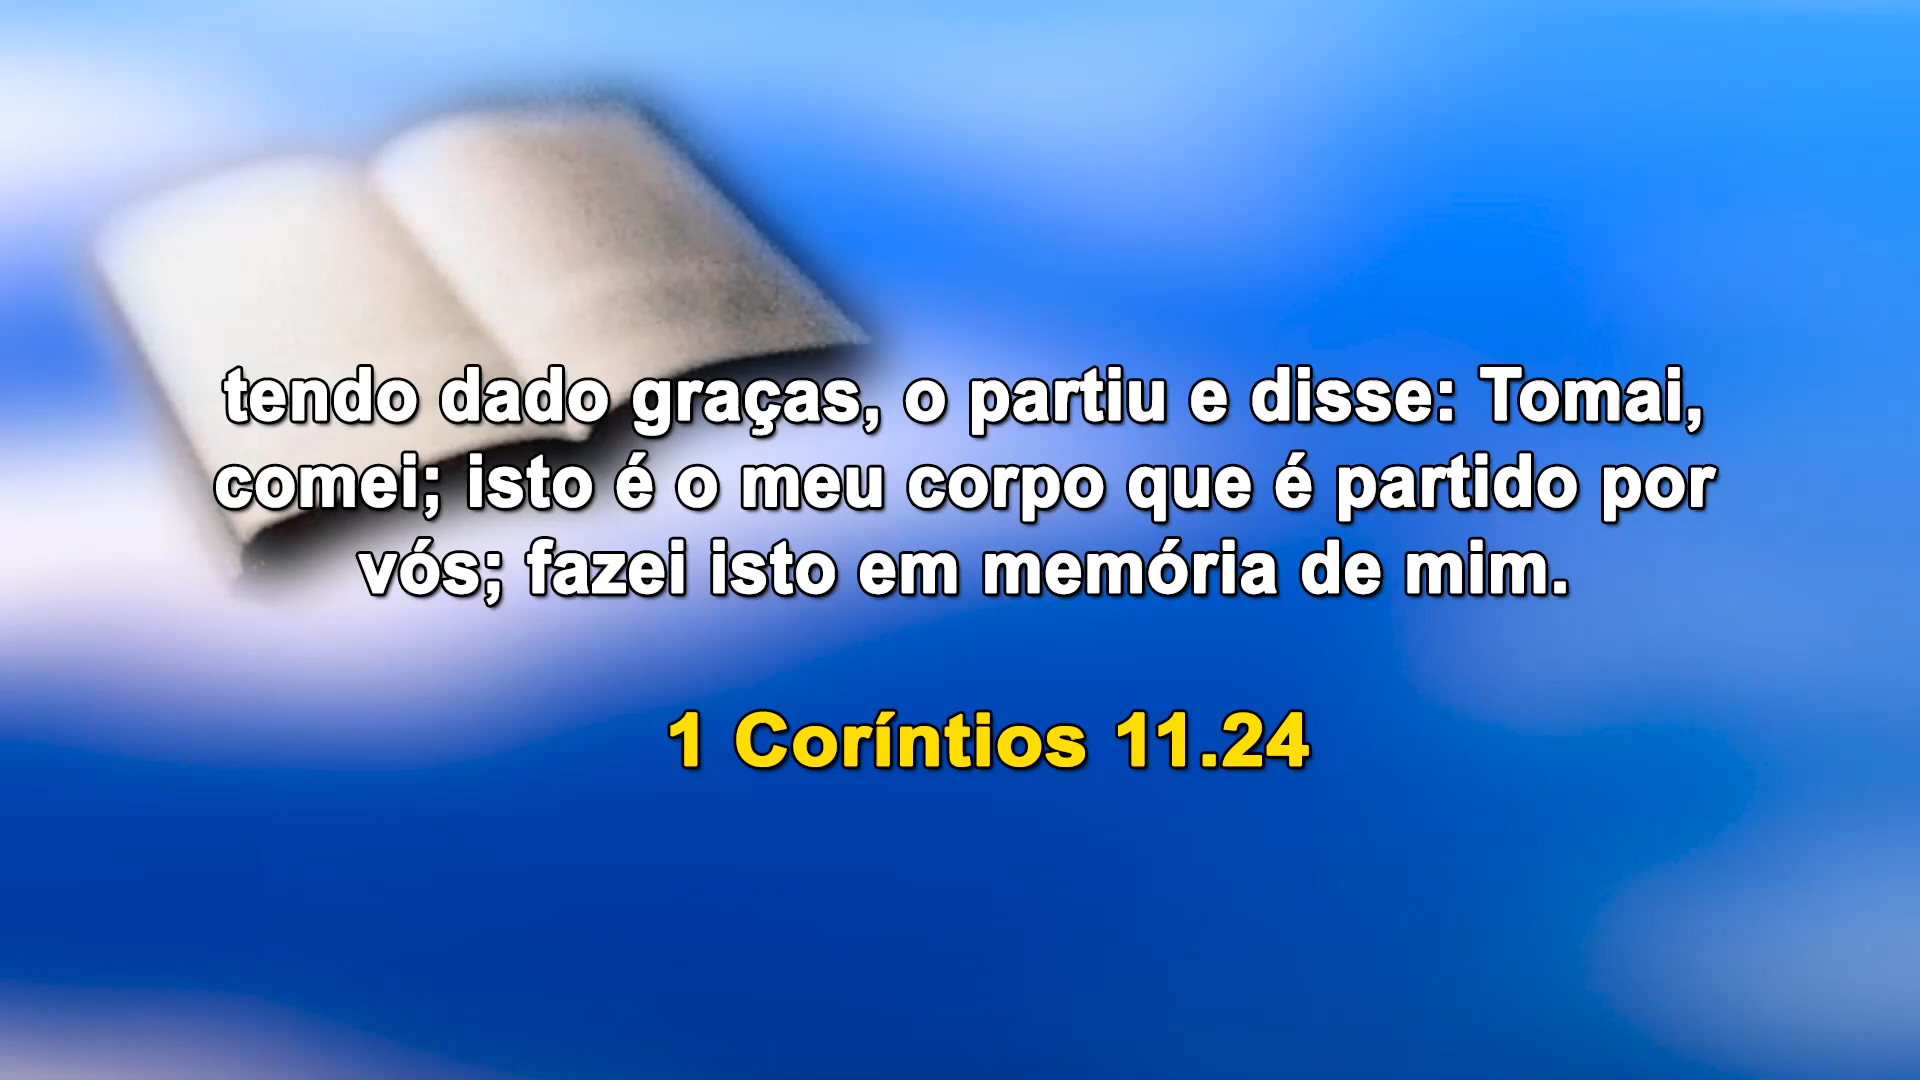 tendo dado graças, o partiu e disse: Tomai,
comei; isto é o meu corpo que é partido por
vós; fazei isto em memória de mim.
1 Coríntios 11.24